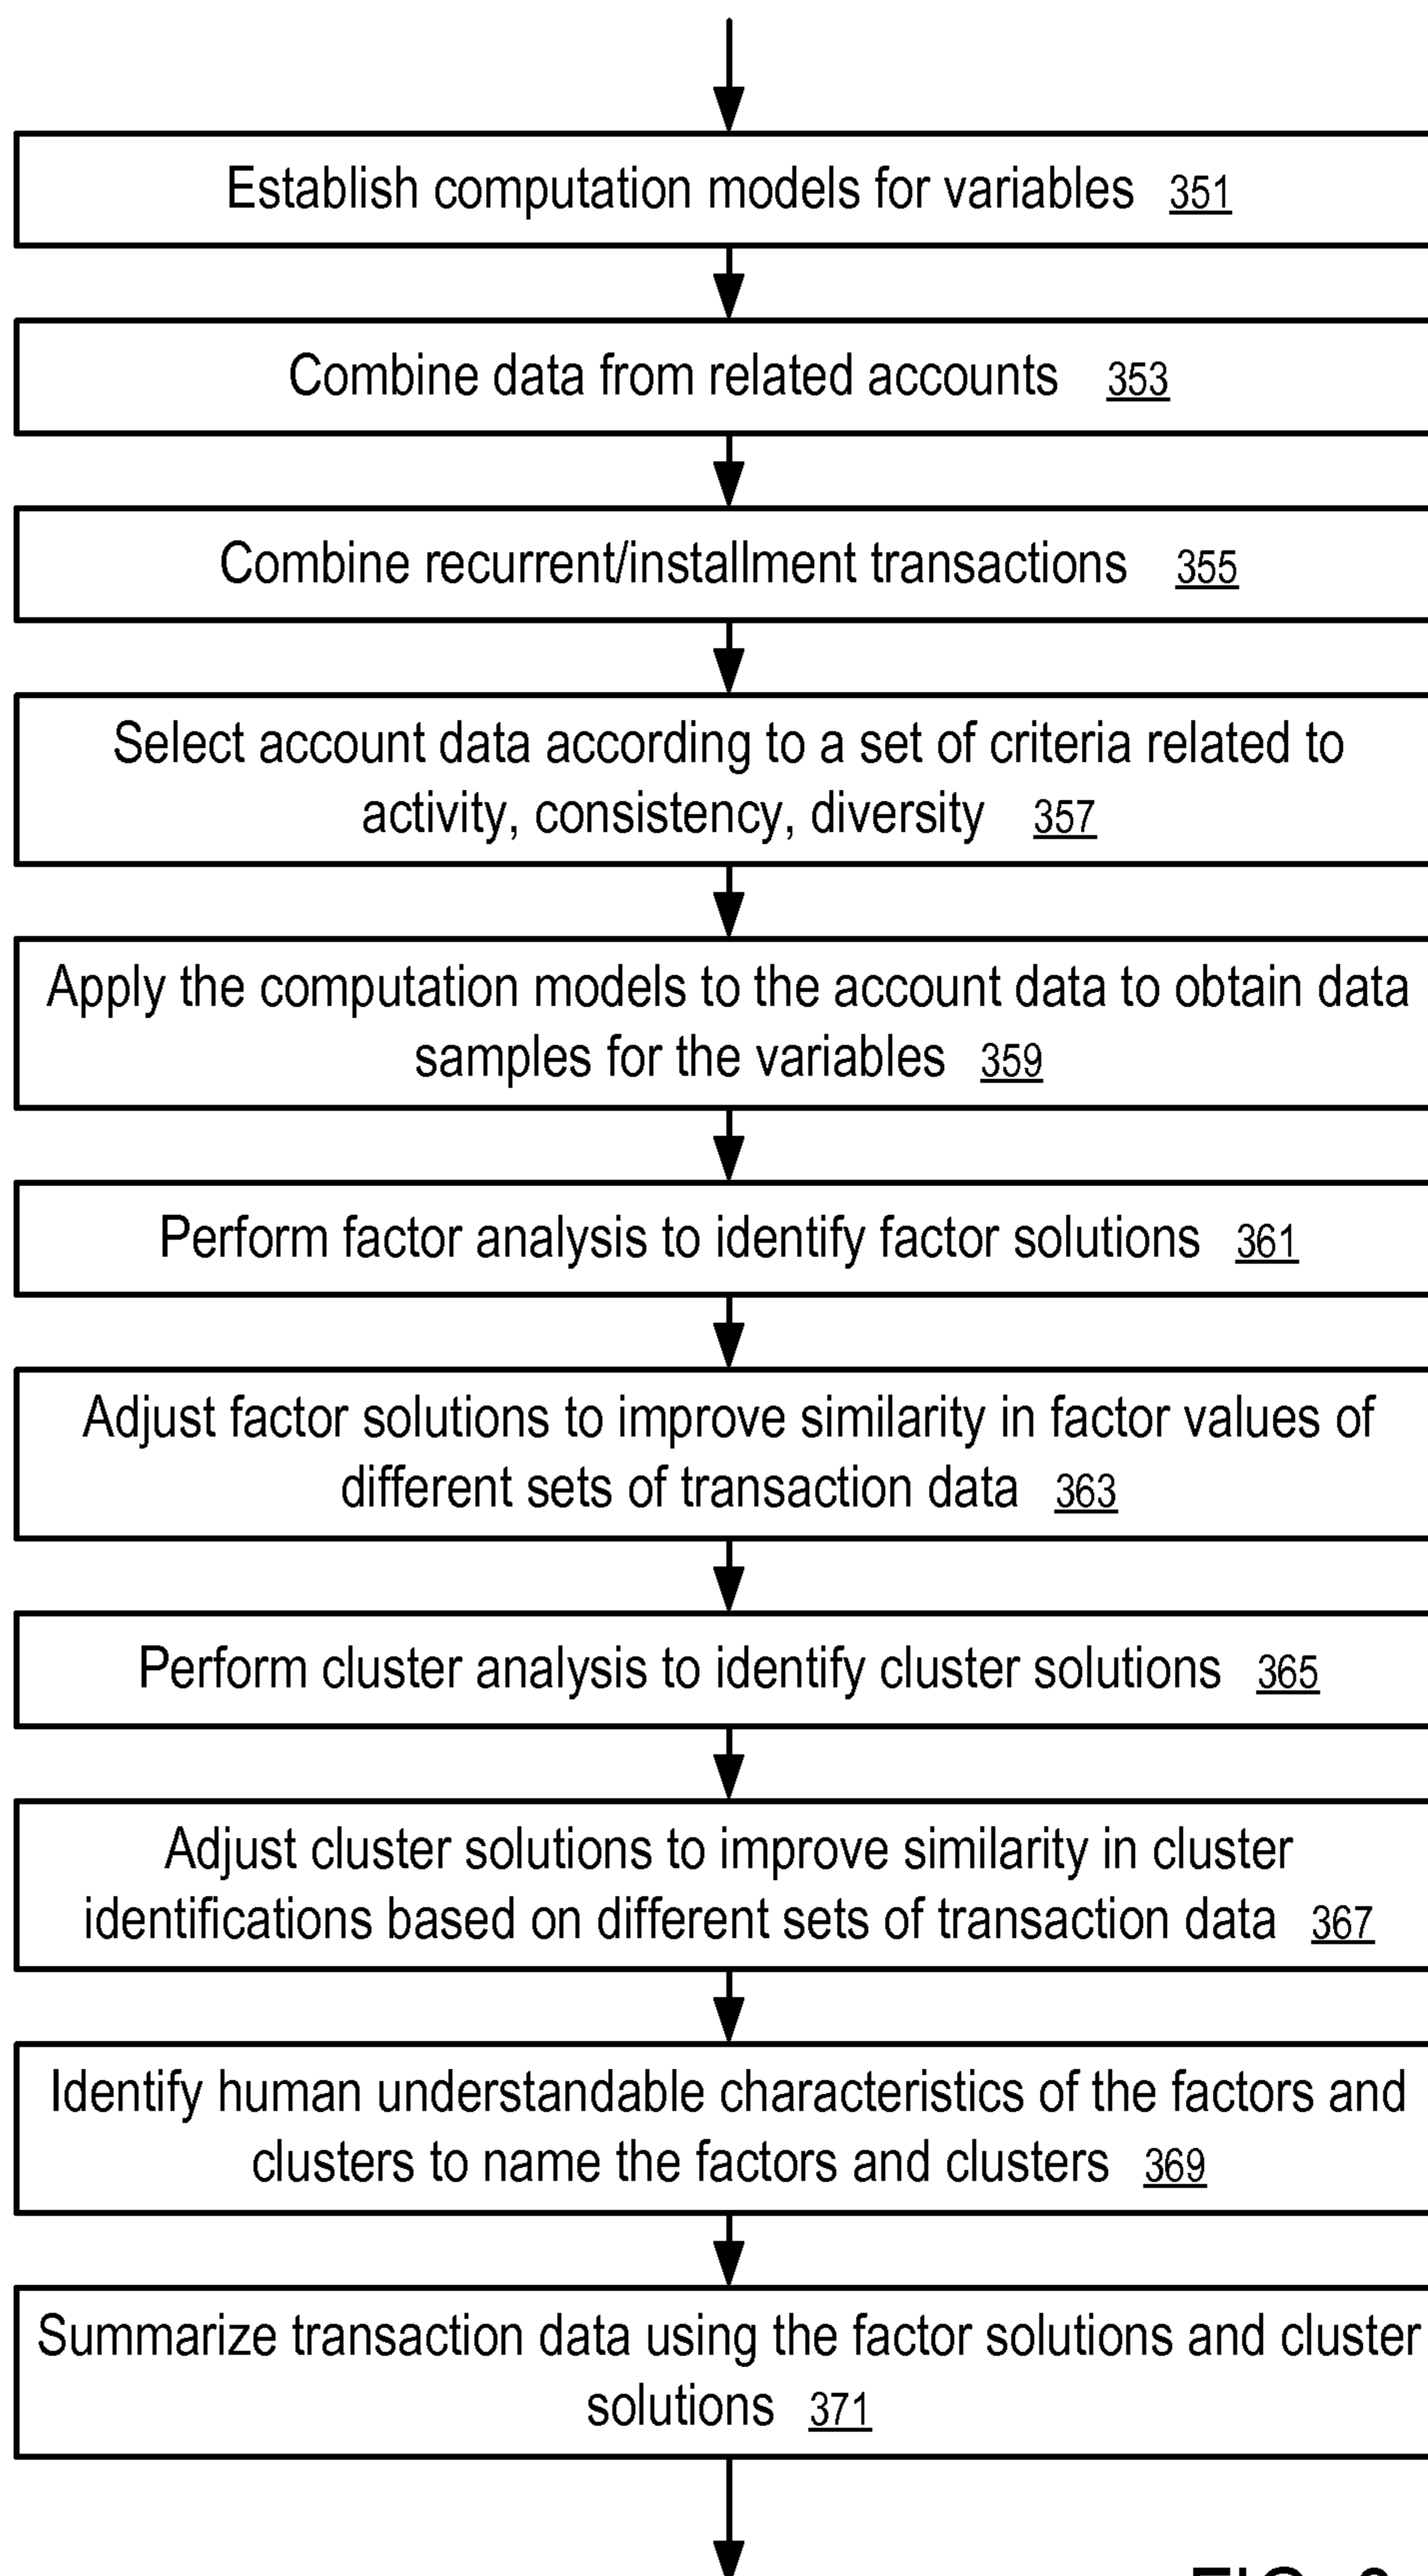 Establish computation models for variables 351
Combine data from related accounts 353
Combine recurrent/installment transactions 355
Select account data according to a set of criteria related to
activity, consistency, diversity 357
Apply the computation models to the account data to obtain data
samples for the variables 359
Perform factor analysis to identify factor solutions 361
Adjust factor solutions to improve similarity in factor values of
different sets of transaction data 363
Perform cluster analysis to identify cluster solutions 365
Adjust cluster solutions to improve similarity in cluster
identifications based on different sets of transaction data 367
Identify human understandable characteristics of the factors and
clusters to name the factors and clusters 369
Summarize transaction data using the factor solutions and cluster
solutions 371